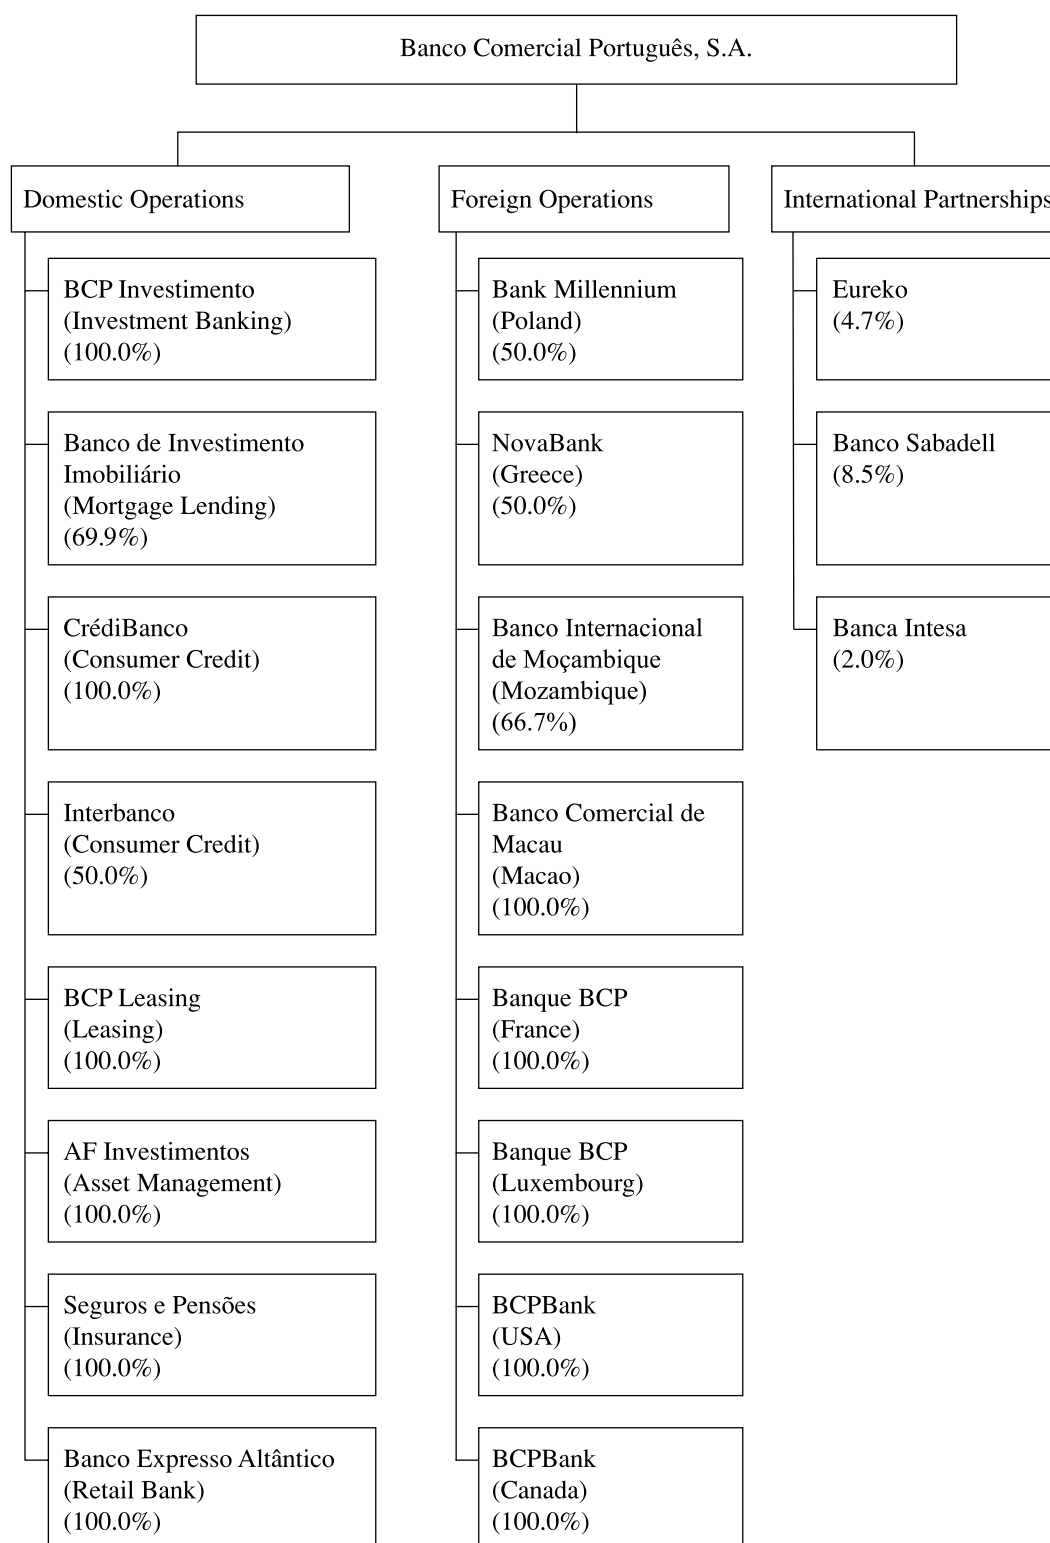 Banco Comercial Português, S.A.
Domestic Operations
BCP Investimento
(Investment Banking)
(100.0%)
Banco de Investimento
Imobiliário
(Mortgage Lending)
(69.9%)
CrédiBanco
(Consumer Credit)
(100.0%)
Interbanco
(Consumer Credit)
(50.0%)
BCP Leasing
(Leasing)
(100.0%)
AF Investimentos
(Asset Management)
(100.0%)
Seguros e Pensões
(Insurance)
(100.0%)
Banco Expresso Altântico
(Retail Bank)
(100.0%)
Foreign Operations
Bank Millennium
(Poland)
(50.0%)
NovaBank
(Greece)
(50.0%)
Banco Internacional
de Moçambique
(Mozambique)
(66.7%)
Banco Comercial de
Macau
(Macao)
(100.0%)
Banque BCP
(France)
(100.0%)
Banque BCP
(Luxembourg)
(100.0%)
BCPBank
(USA)
(100.0%)
BCPBank
(Canada)
(100.0%)
International Partnerships
Eureko
(4.7%)
Banco Sabadell
(8.5%)
Banca Intesa
(2.0%)